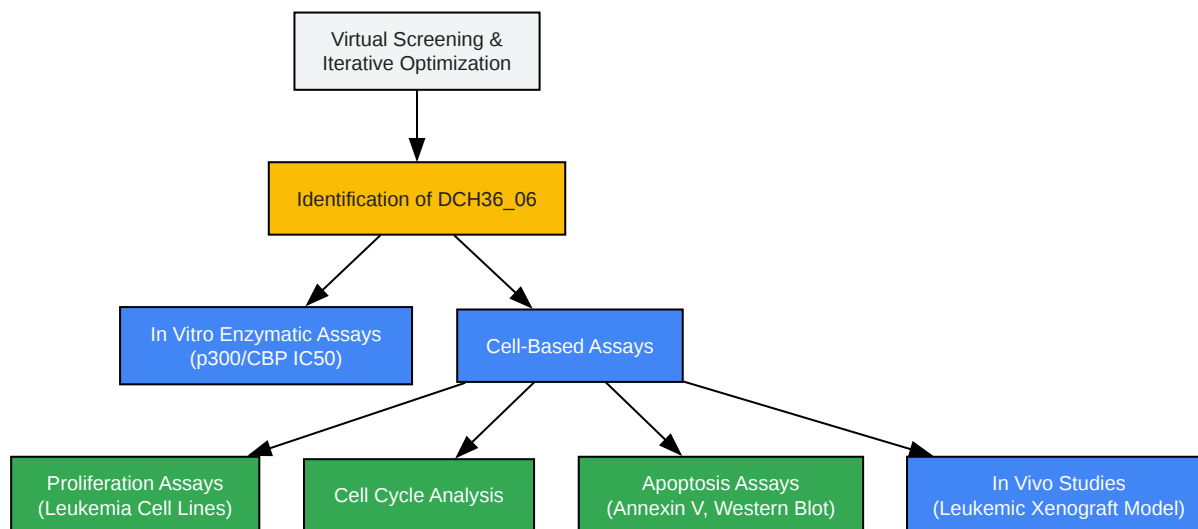 Virtual Screening &
Iterative Optimization
Identification of DCH36_06
In Vitro Enzymatic Assays
(p300/CBP IC50)
Cell-Based Assays
Proliferation Assays
(Leukemia Cell Lines)
Cell Cycle Analysis
Apoptosis Assays
(Annexin V, Western Blot)
In Vivo Studies
(Leukemic Xenograft Model)